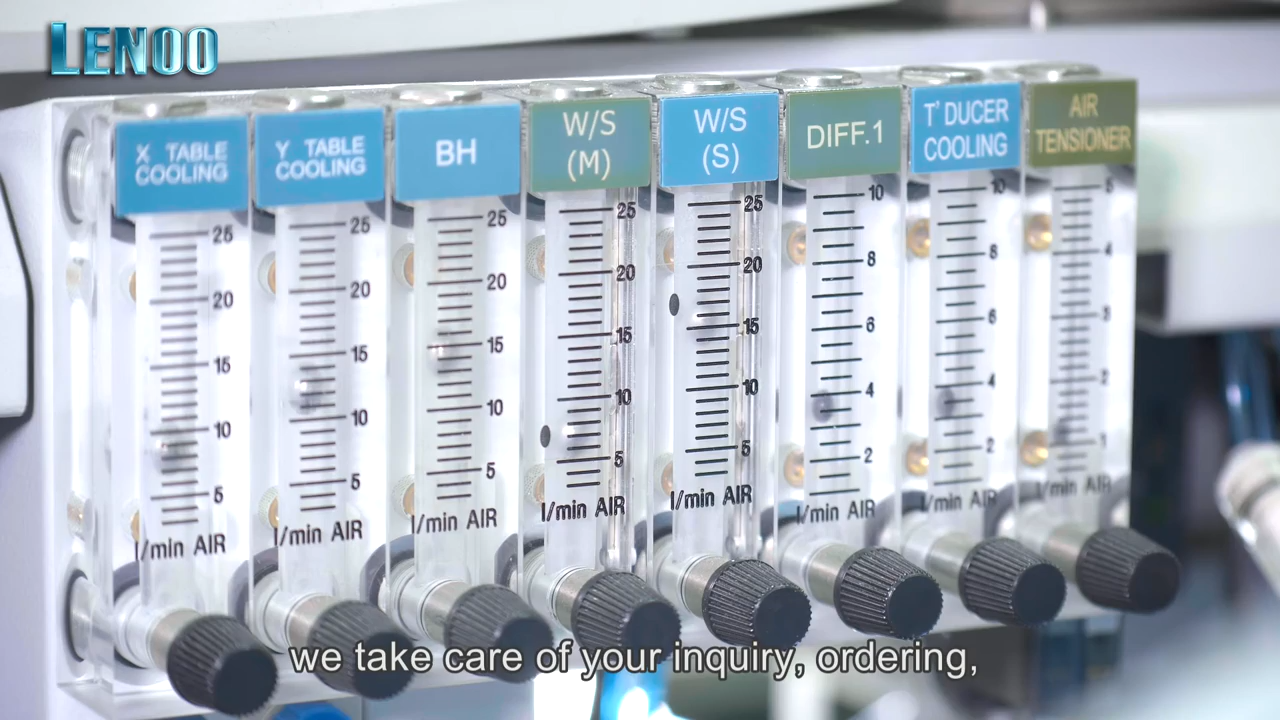 LENOO
X TABLE
COOLING
Y TABLE
COOLING
BH
W/S
(M)
W/S
(S)
DIFF.1
T' DUCER
COOLING
AIR
TENSIONER
25
20
15
10
5
l/min AIR
25
20
15
10
5
l/min AIR
25
20
15
10
5
l/min AIR
25
20
15
10
5
l/min AIR
25
20
15
10
5
l/min AIR
10
8
6
4
2
l/min AIR
10
8
6
4
2
l/min AIR
5
4
3
2
1
l/min AIR
we take care of your inquiry, ordering,